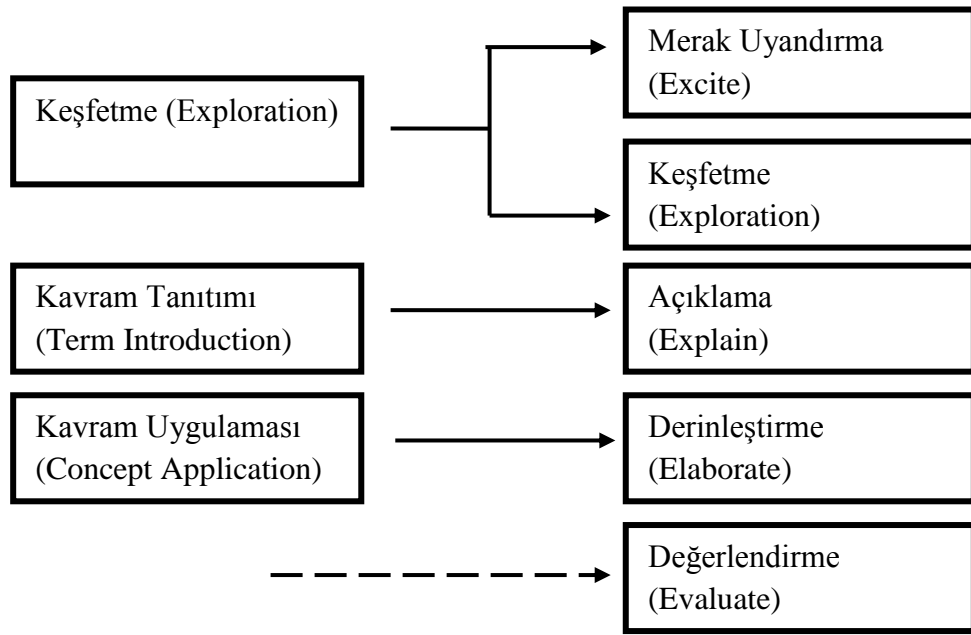 Merak Uyandırma
(Excite)
Keşfetme (Exploration)
Keşfetme
(Exploration)
Kavram Tanıtımı
(Term Introduction)
Açıklama
(Explain)
Kavram Uygulaması
(Concept Application)
Derinleştirme
(Elaborate)
Değerlendirme
(Evaluate)